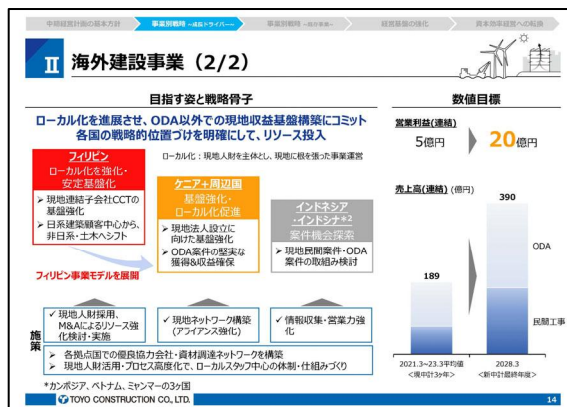 中期経営計画の基本方針
事業別戦略 ~成長ドライバー~
事業別戦略 ~既存事業~
経営基盤の強化
資本効率経営への転換
Ⅱ 海外建設事業（2/2）
目指す姿と戦略骨子
ローカル化を進展させ、ODA以外での現地収益基盤構築にコミット
各国の戦略的位置づけを明確にして、リソース投入
フィリピン
ローカル化を強化・
安定基盤化
➢ 現地連結子会社CCTの
基盤強化
➢ 日系建築顧客中心から、
非日系・土木へシフト
フィリピン事業モデルを展開
ローカル化：現地人財を主体とし、現地に根を張った事業運営
ケニア+周辺国
基盤強化・
ローカル化促進
➢ 現地法人設立に
向けた基盤強化
➢ ODA案件の堅実な
獲得&収益確保
インドネシア
・インドシナ*2
案件機会探索
➢ 現地民間案件・ODA
案件の取組み検討
施策
✓ 現地人財採用、
M&Aによるリソース強
化検討・実施
✓ 現地ネットワーク構築
(アライアンス強化)
✓ 情報収集・営業力強
化
➢ 各拠点国での優良協力会社・資材調達ネットワークを構築
➢ 現地人財活用・プロセス高度化で、ローカルスタッフ中心の体制・仕組みづくり
*カンボジア、ベトナム、ミャンマーの3ヶ国
数値目標
営業利益(連結)
5億円
20億円
売上高(連結) (億円)
390
189
ODA
民間工事
2021.3~23.3平均値
<現中計3ヶ年>
2028.3
<新中計最終年度>
TOYO CONSTRUCTION CO., LTD.
14